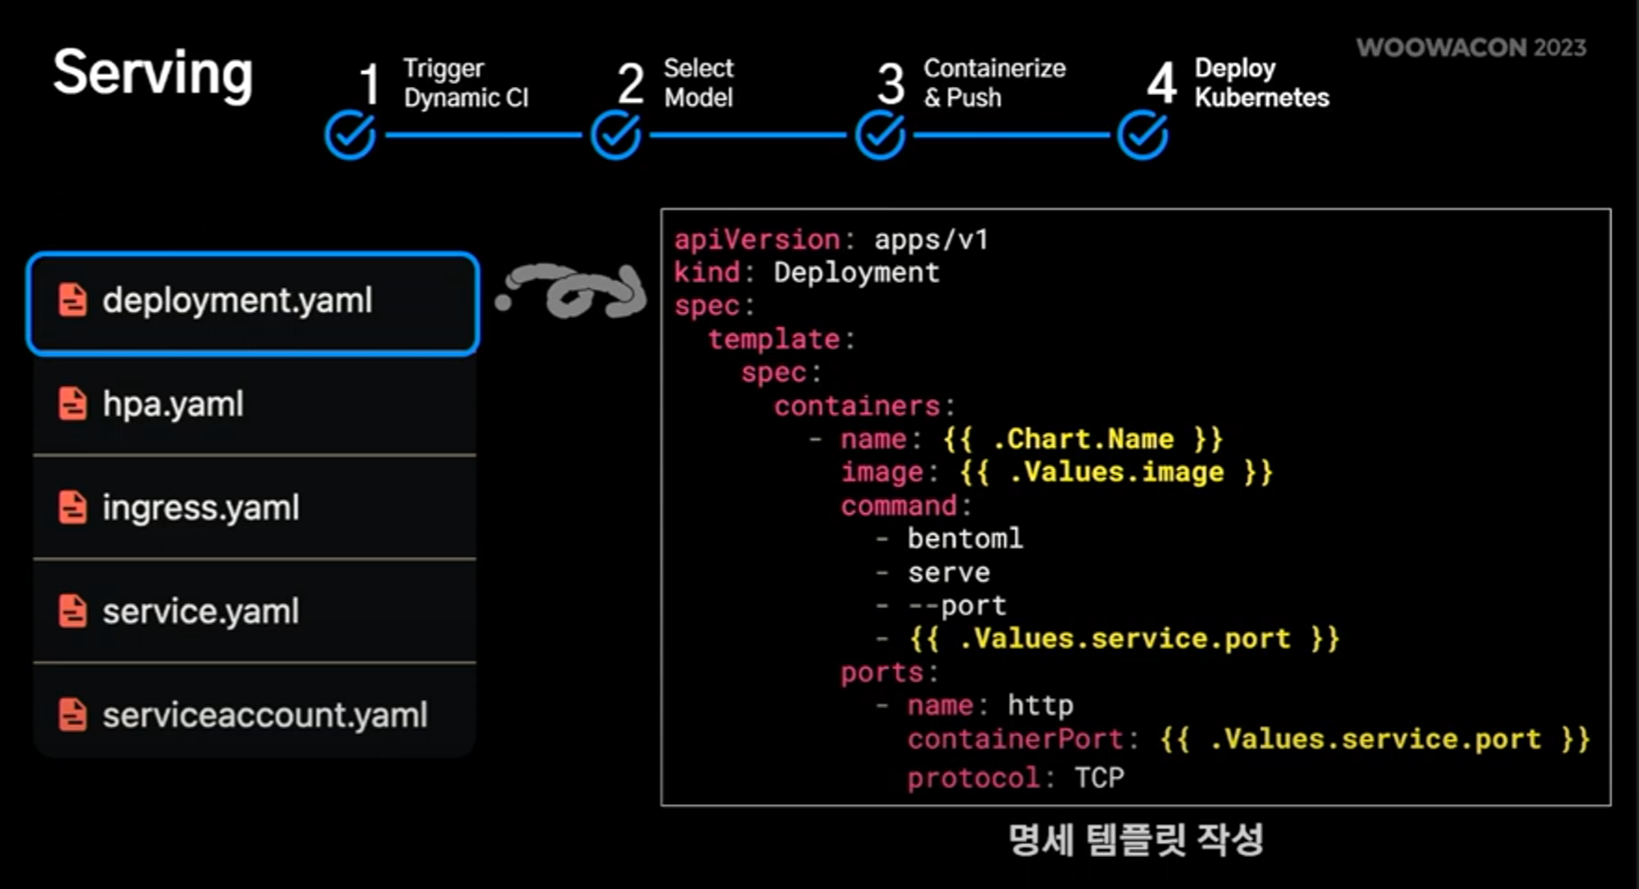 Serving
WOOWACON 2023
1 Trigger
Dynamic CI
2 Select
Model
3 Containerize
& Push
4 Deploy
Kubernetes
deployment.yaml
hpa.yaml
ingress.yaml
service.yaml
serviceaccount.yaml
apiVersion: apps/v1
kind: Deployment
spec:
  template:
    spec:
      containers:
        - name: {{ .Chart.Name }}
          image: {{ .Values.image }}
          command:
            - bentoml
            - serve
            - --port
            - {{ .Values.service.port }}
          ports:
            - name: http
              containerPort: {{ .Values.service.port }}
              protocol: TCP
명세 템플릿 작성